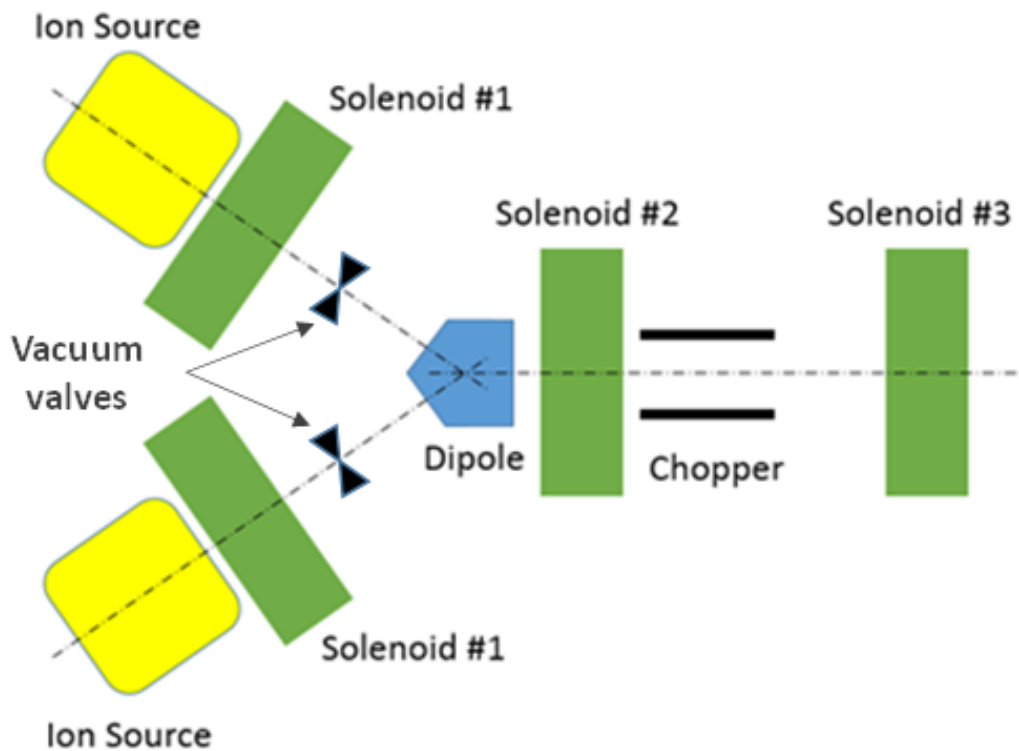 Ion Source
Solenoid #1
Solenoid #2
Solenoid #3
Vacuum
valves
Dipole
Chopper
Solenoid #1
Ion Source